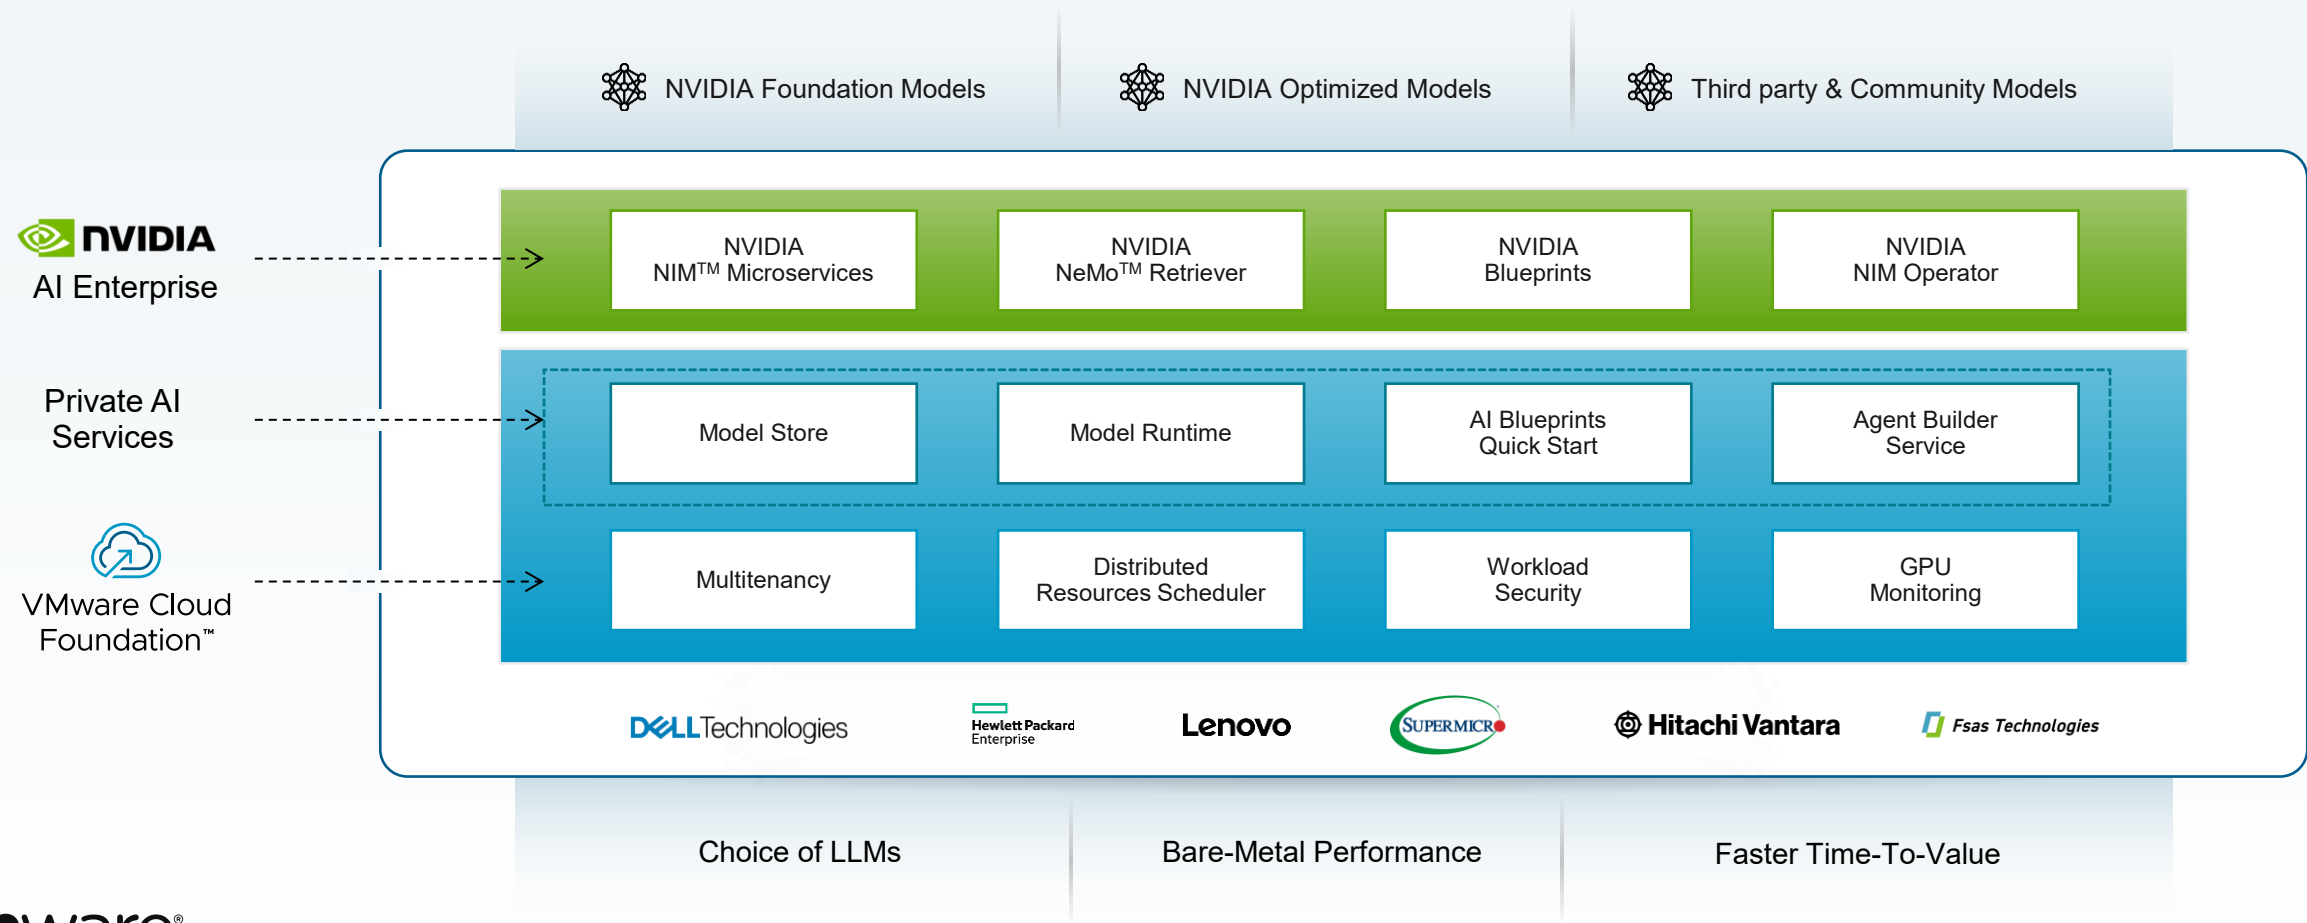 NVIDIA Foundation Models
NVIDIA Optimized Models
Third party & Community Models
NVIDIA
AI Enterprise
NVIDIA
NIM™ Microservices
NVIDIA
NeMo™ Retriever
NVIDIA
Blueprints
NVIDIA
NIM Operator
Private AI
Services
Model Store
Model Runtime
AI Blueprints
Quick Start
Agent Builder
Service
VMware Cloud
Foundation™
Multitenancy
Distributed
Resources Scheduler
Workload
Security
GPU
Monitoring
DELL Technologies
Hewlett Packard
Enterprise
Lenovo
SUPERMICRO
Hitachi Vantara
Fsas Technologies
Choice of LLMs
Bare-Metal Performance
Faster Time-To-Value